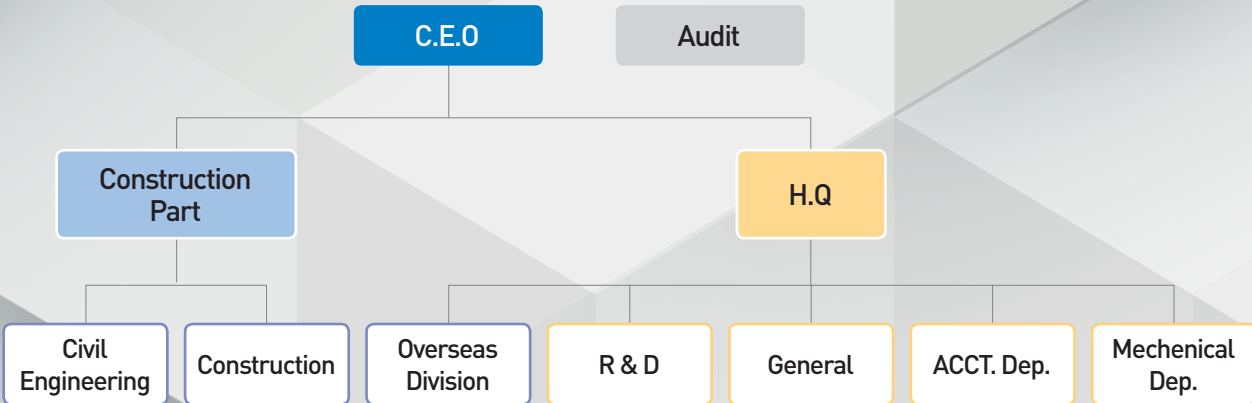 C.E.O
Audit
Construction
Part
H.Q
Civil
Engineering
Construction
Overseas
Division
R & D
General
ACCT. Dep.
Mechenical
Dep.